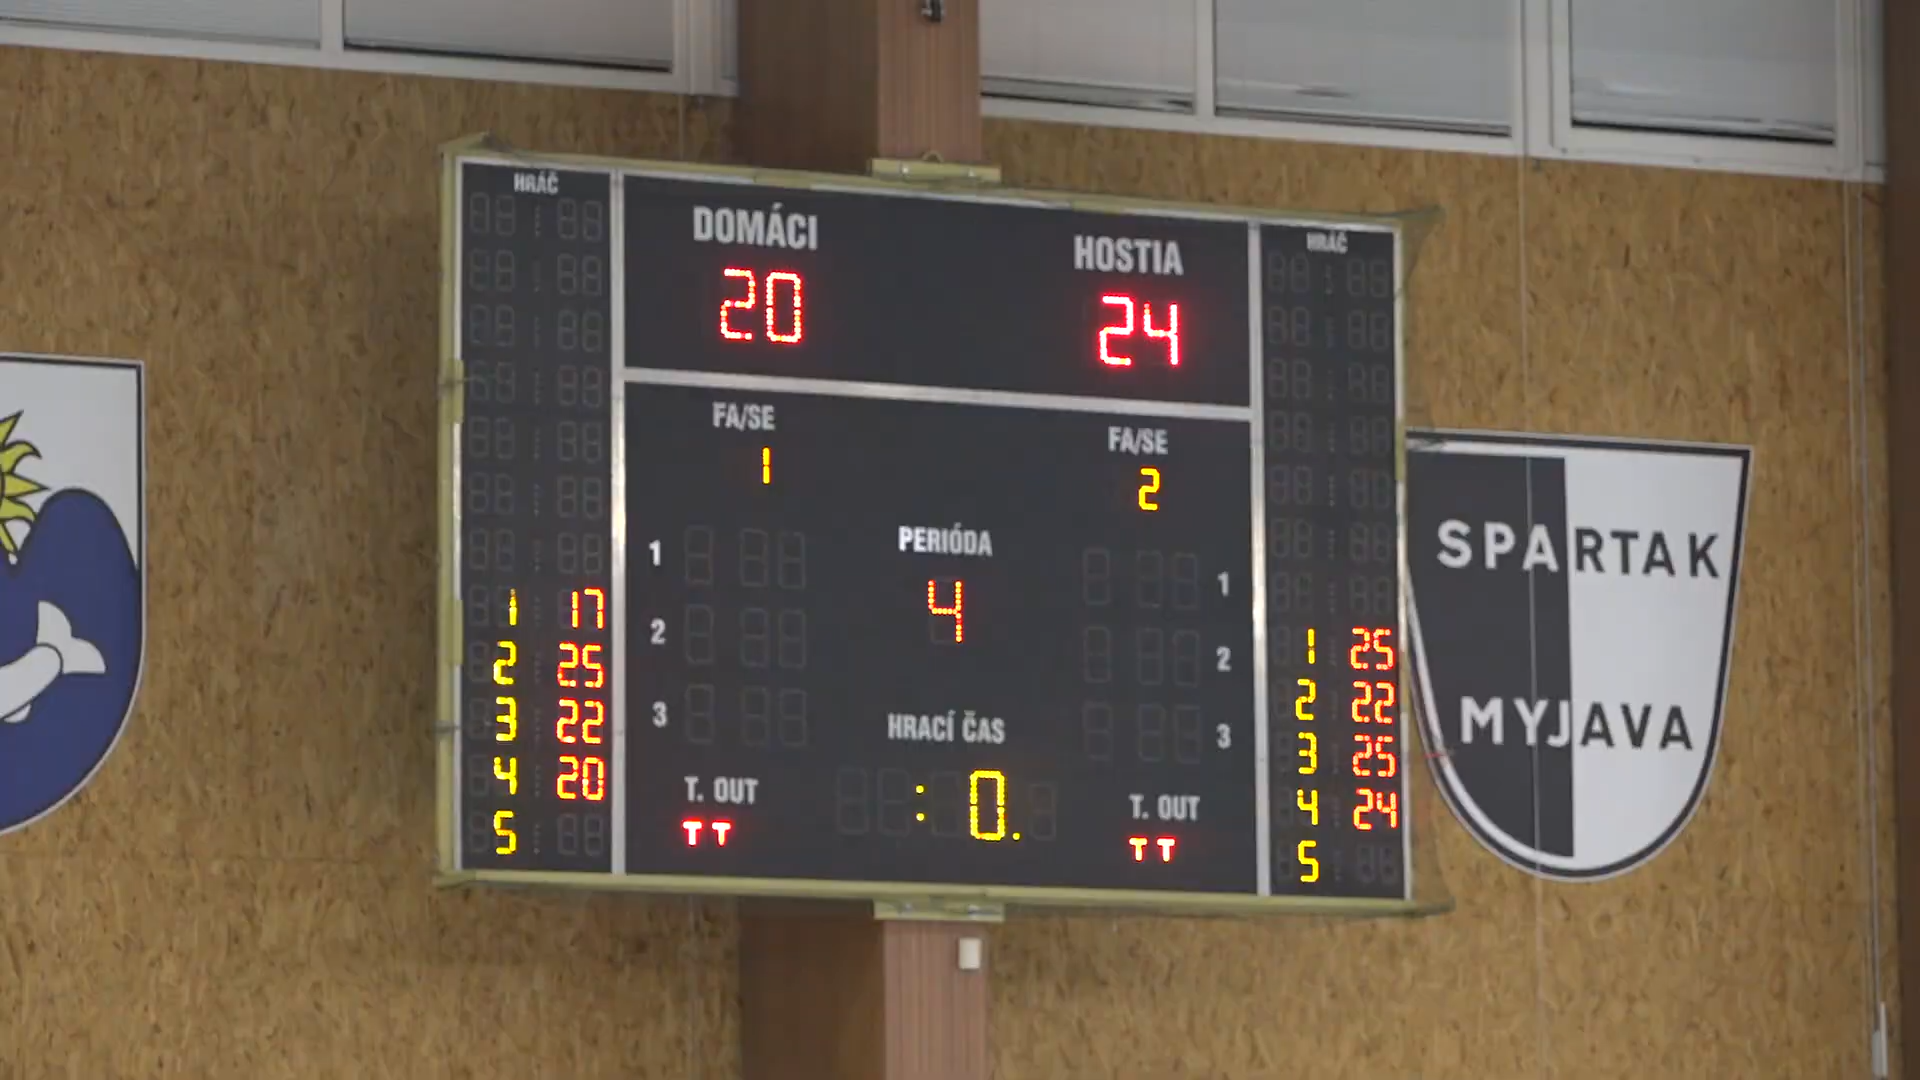 HRÁČ
DOMÁCI
HOSTIA
HRÁČ
20
24
FA/SE
FA/SE
1
2
PERIÓDA
4
1
1
2
2
3
3
HRACÍ ČAS
: 0.
T. OUT
T. OUT
T T
T T
1 17
2 25
3 22
4 20
5
1 25
2 22
3 25
4 24
5
SPARTAK
MYJAVA